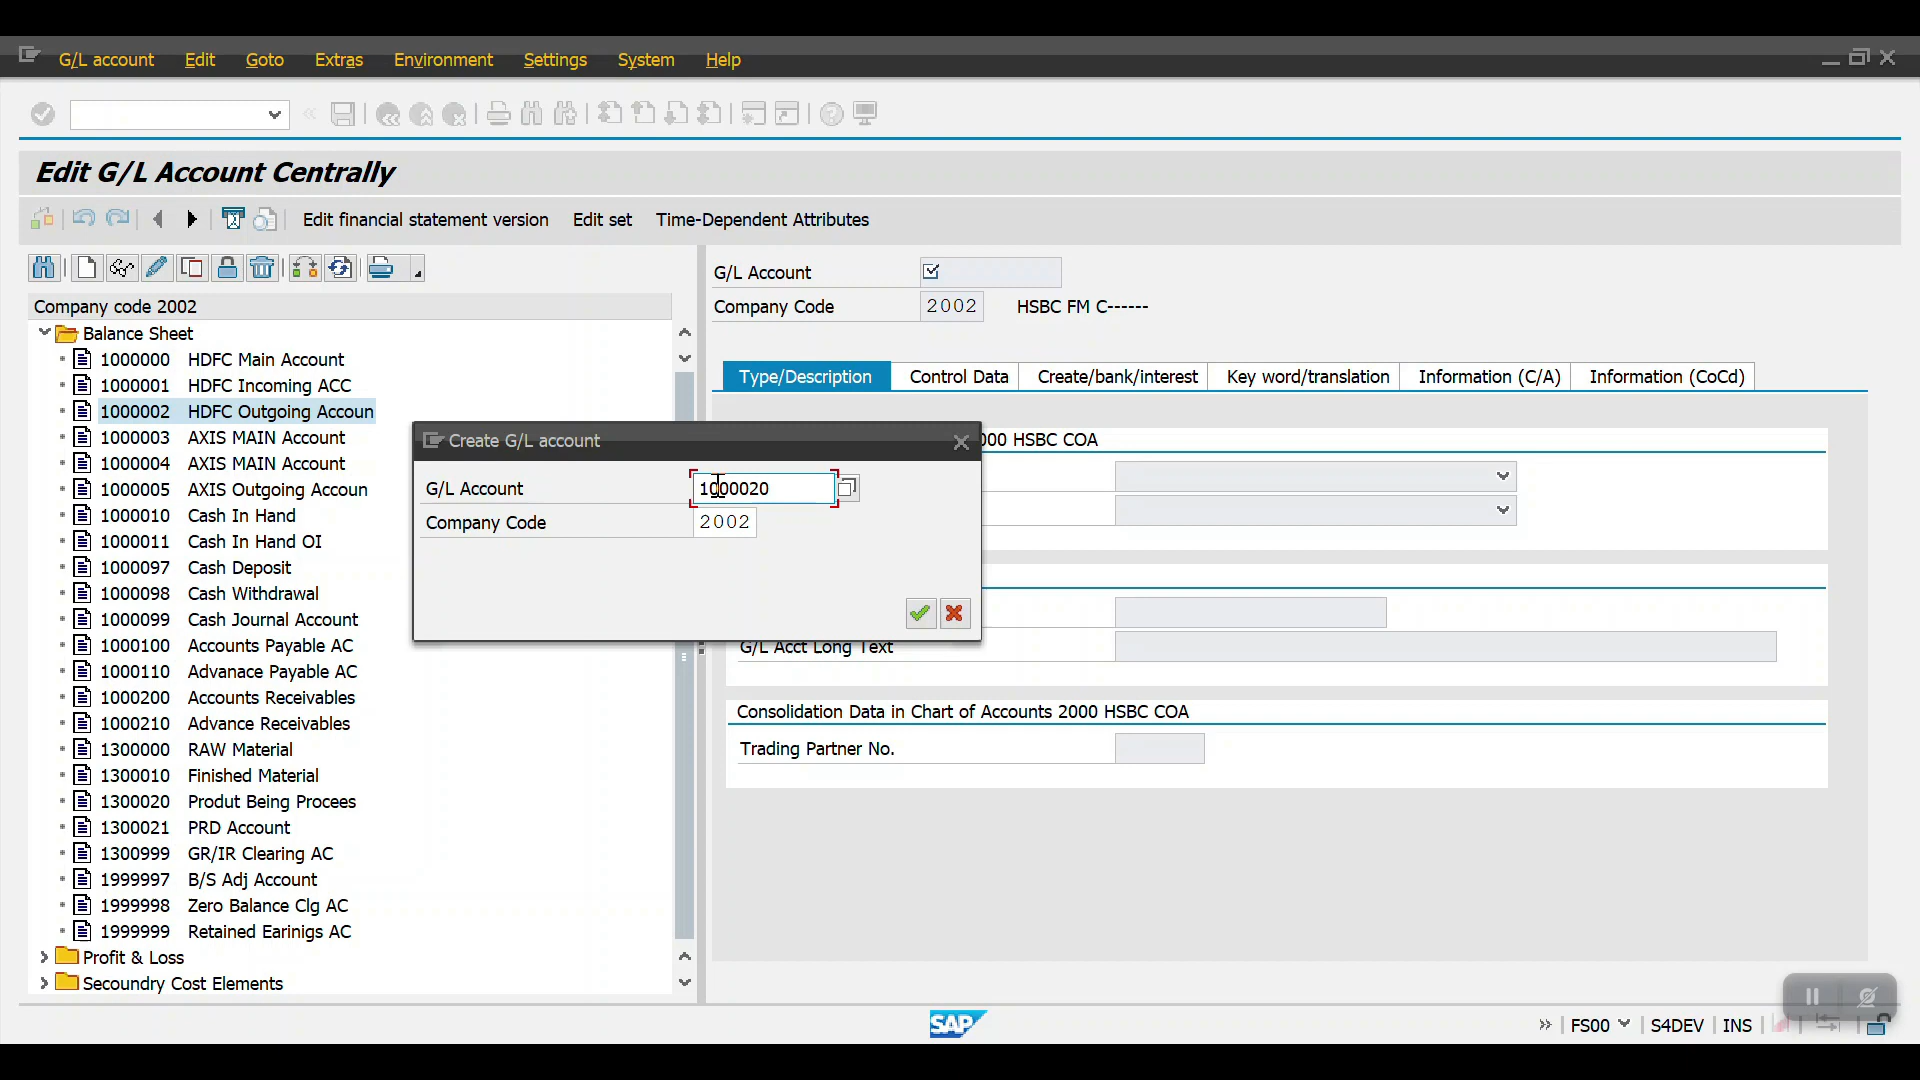 G/L account Edit Goto Extras Environment Settings System Help
Edit G/L Account Centrally
Edit financial statement version Edit set Time-Dependent Attributes
Company code 2002
Balance Sheet
1000000 HDFC Main Account
1000001 HDFC Incoming ACC
1000002 HDFC Outgoing Accoun
1000003 AXIS MAIN Account
1000004 AXIS MAIN Account
1000005 AXIS Outgoing Accoun
1000010 Cash In Hand
1000011 Cash In Hand OI
1000097 Cash Deposit
1000098 Cash Withdrawal
1000099 Cash Journal Account
1000100 Accounts Payable AC
1000110 Advanace Payable AC
1000200 Accounts Receivables
1000210 Advance Receivables
1300000 RAW Material
1300010 Finished Material
1300020 Produt Being Procees
1300021 PRD Account
1300999 GR/IR Clearing AC
1999997 B/S Adj Account
1999998 Zero Balance Clg AC
1999999 Retained Earinigs AC
Profit & Loss
Secoundry Cost Elements
G/L Account
Company Code 2002 HSBC FM C------
Type/Description Control Data Create/bank/interest Key word/translation Information (C/A) Information (CoCd)
000 HSBC COA
Create G/L account
G/L Account 1000020
Company Code 2002
G/L Acct Long Text
Consolidation Data in Chart of Accounts 2000 HSBC COA
Trading Partner No.
SAP
FS00 S4DEV INS